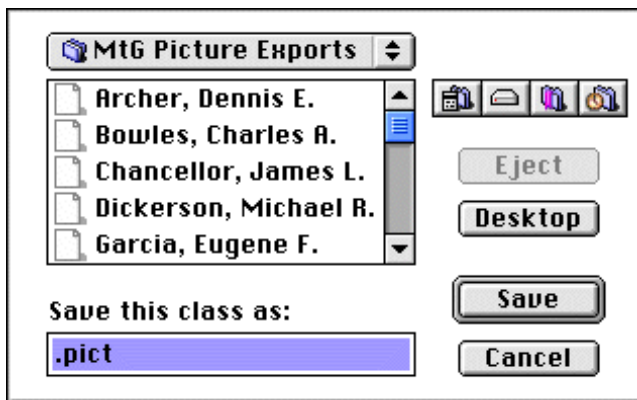 MtG Picture Exports
Archer, Dennis E.
Bowles, Charles A.
Chancellor, James L.
Dickerson, Michael R.
Garcia, Eugene F.
Eject
Desktop
Save this class as:
.pict
Save
Cancel